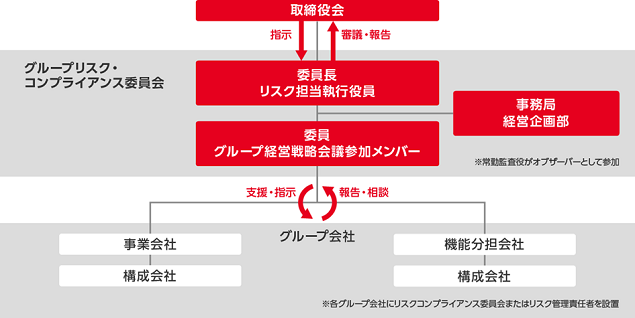 取締役会
指示
審議・報告
グループリスク・
コンプライアンス委員会
委員長
リスク担当執行役員
事務局
経営企画部
委員
グループ経営戦略会議参加メンバー
※常勤監査役がオブザーバーとして参加
支援・指示
報告・相談
グループ会社
事業会社
機能分担会社
構成会社
構成会社
※各グループ会社にリスクコンプライアンス委員会またはリスク管理責任者を設置